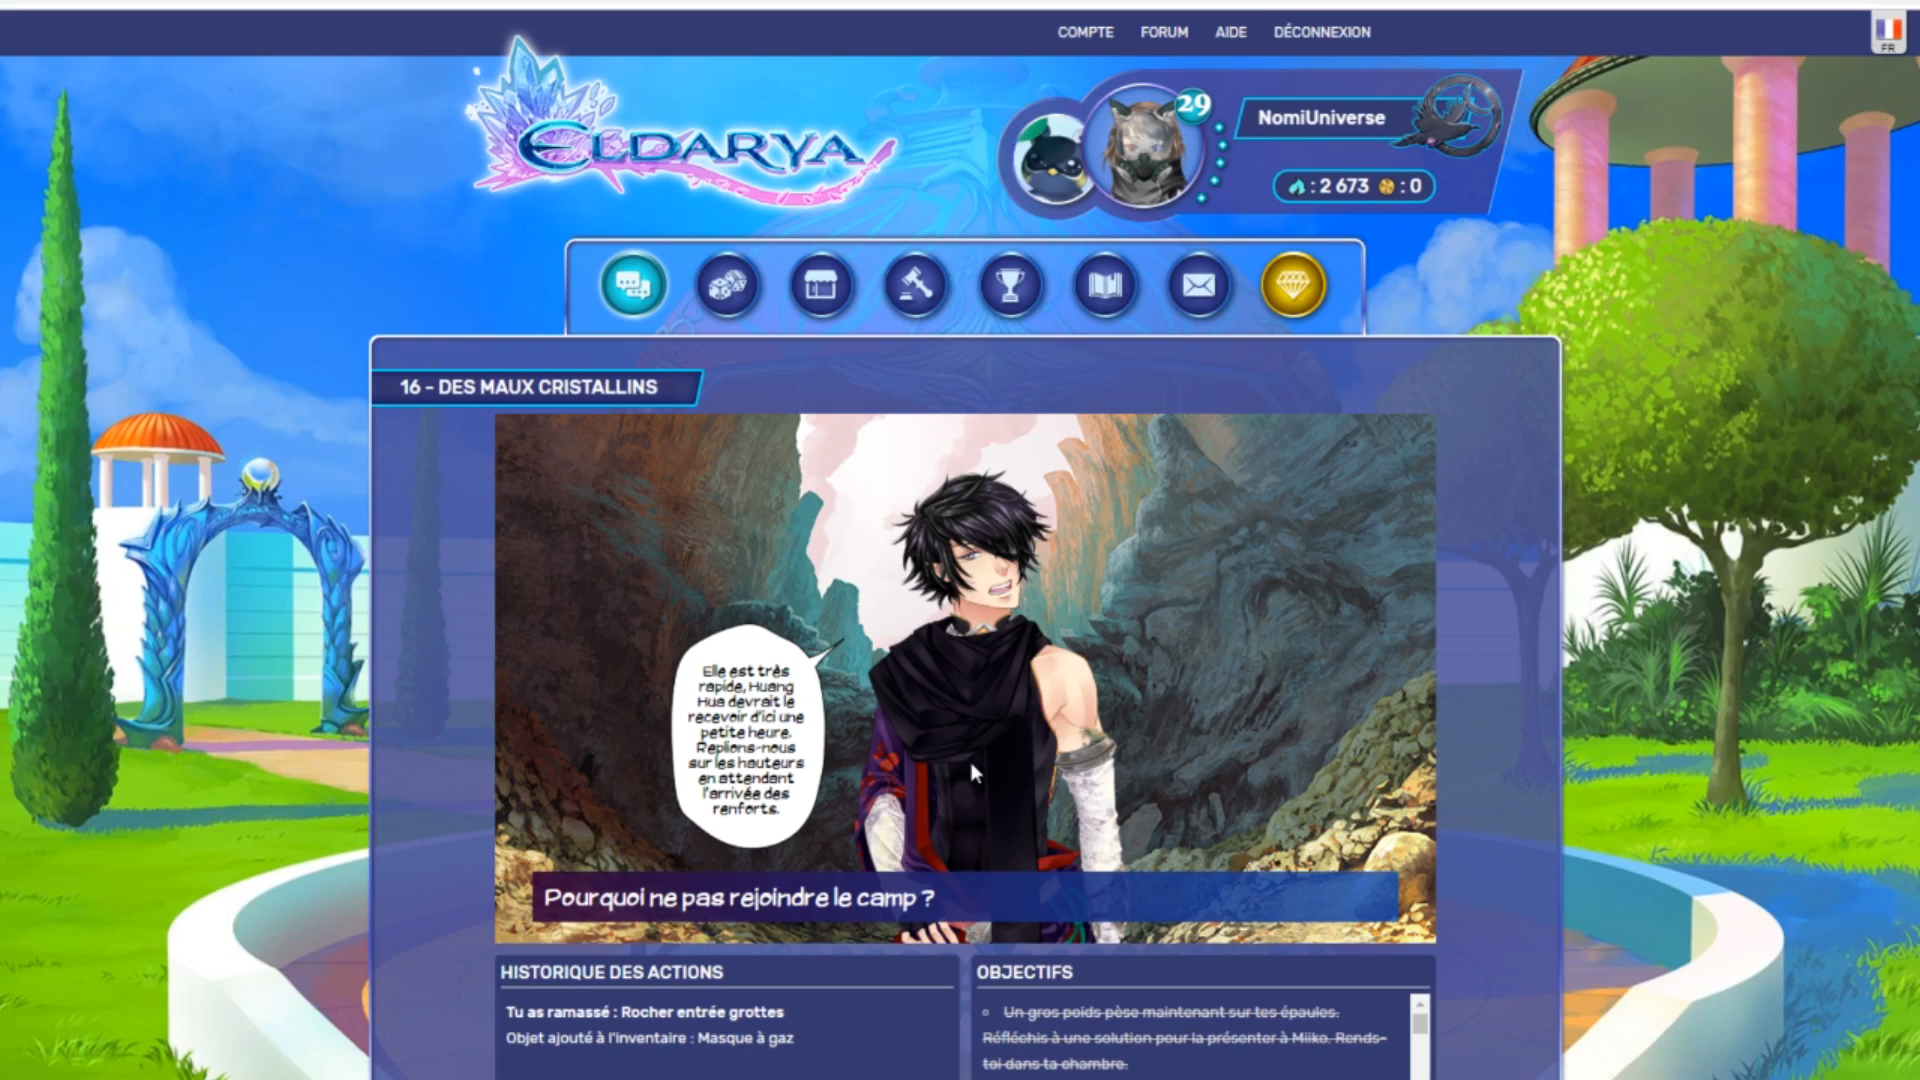 COMPTE FORUM AIDE DÉCONNEXION
FR
ELDARYA
29
NomiUniverse
: 2 673 : 0
16 - DES MAUX CRISTALLINS
Elle est très
rapide, Huang
Hua devrait le
recevoir d'ici une
petite heure.
Replions-nous
sur les hauteurs
en attendant
l'arrivée des
renforts.
Pourquoi ne pas rejoindre le camp ?
HISTORIQUE DES ACTIONS
Tu as ramassé : Rocher entrée grottes
Objet ajouté à l'inventaire : Masque à gaz
OBJECTIFS
Un gros poids pèse maintenant sur tes épaules.
Réfléchis à une solution pour la présenter à Miiko. Rends-
toi dans ta chambre.